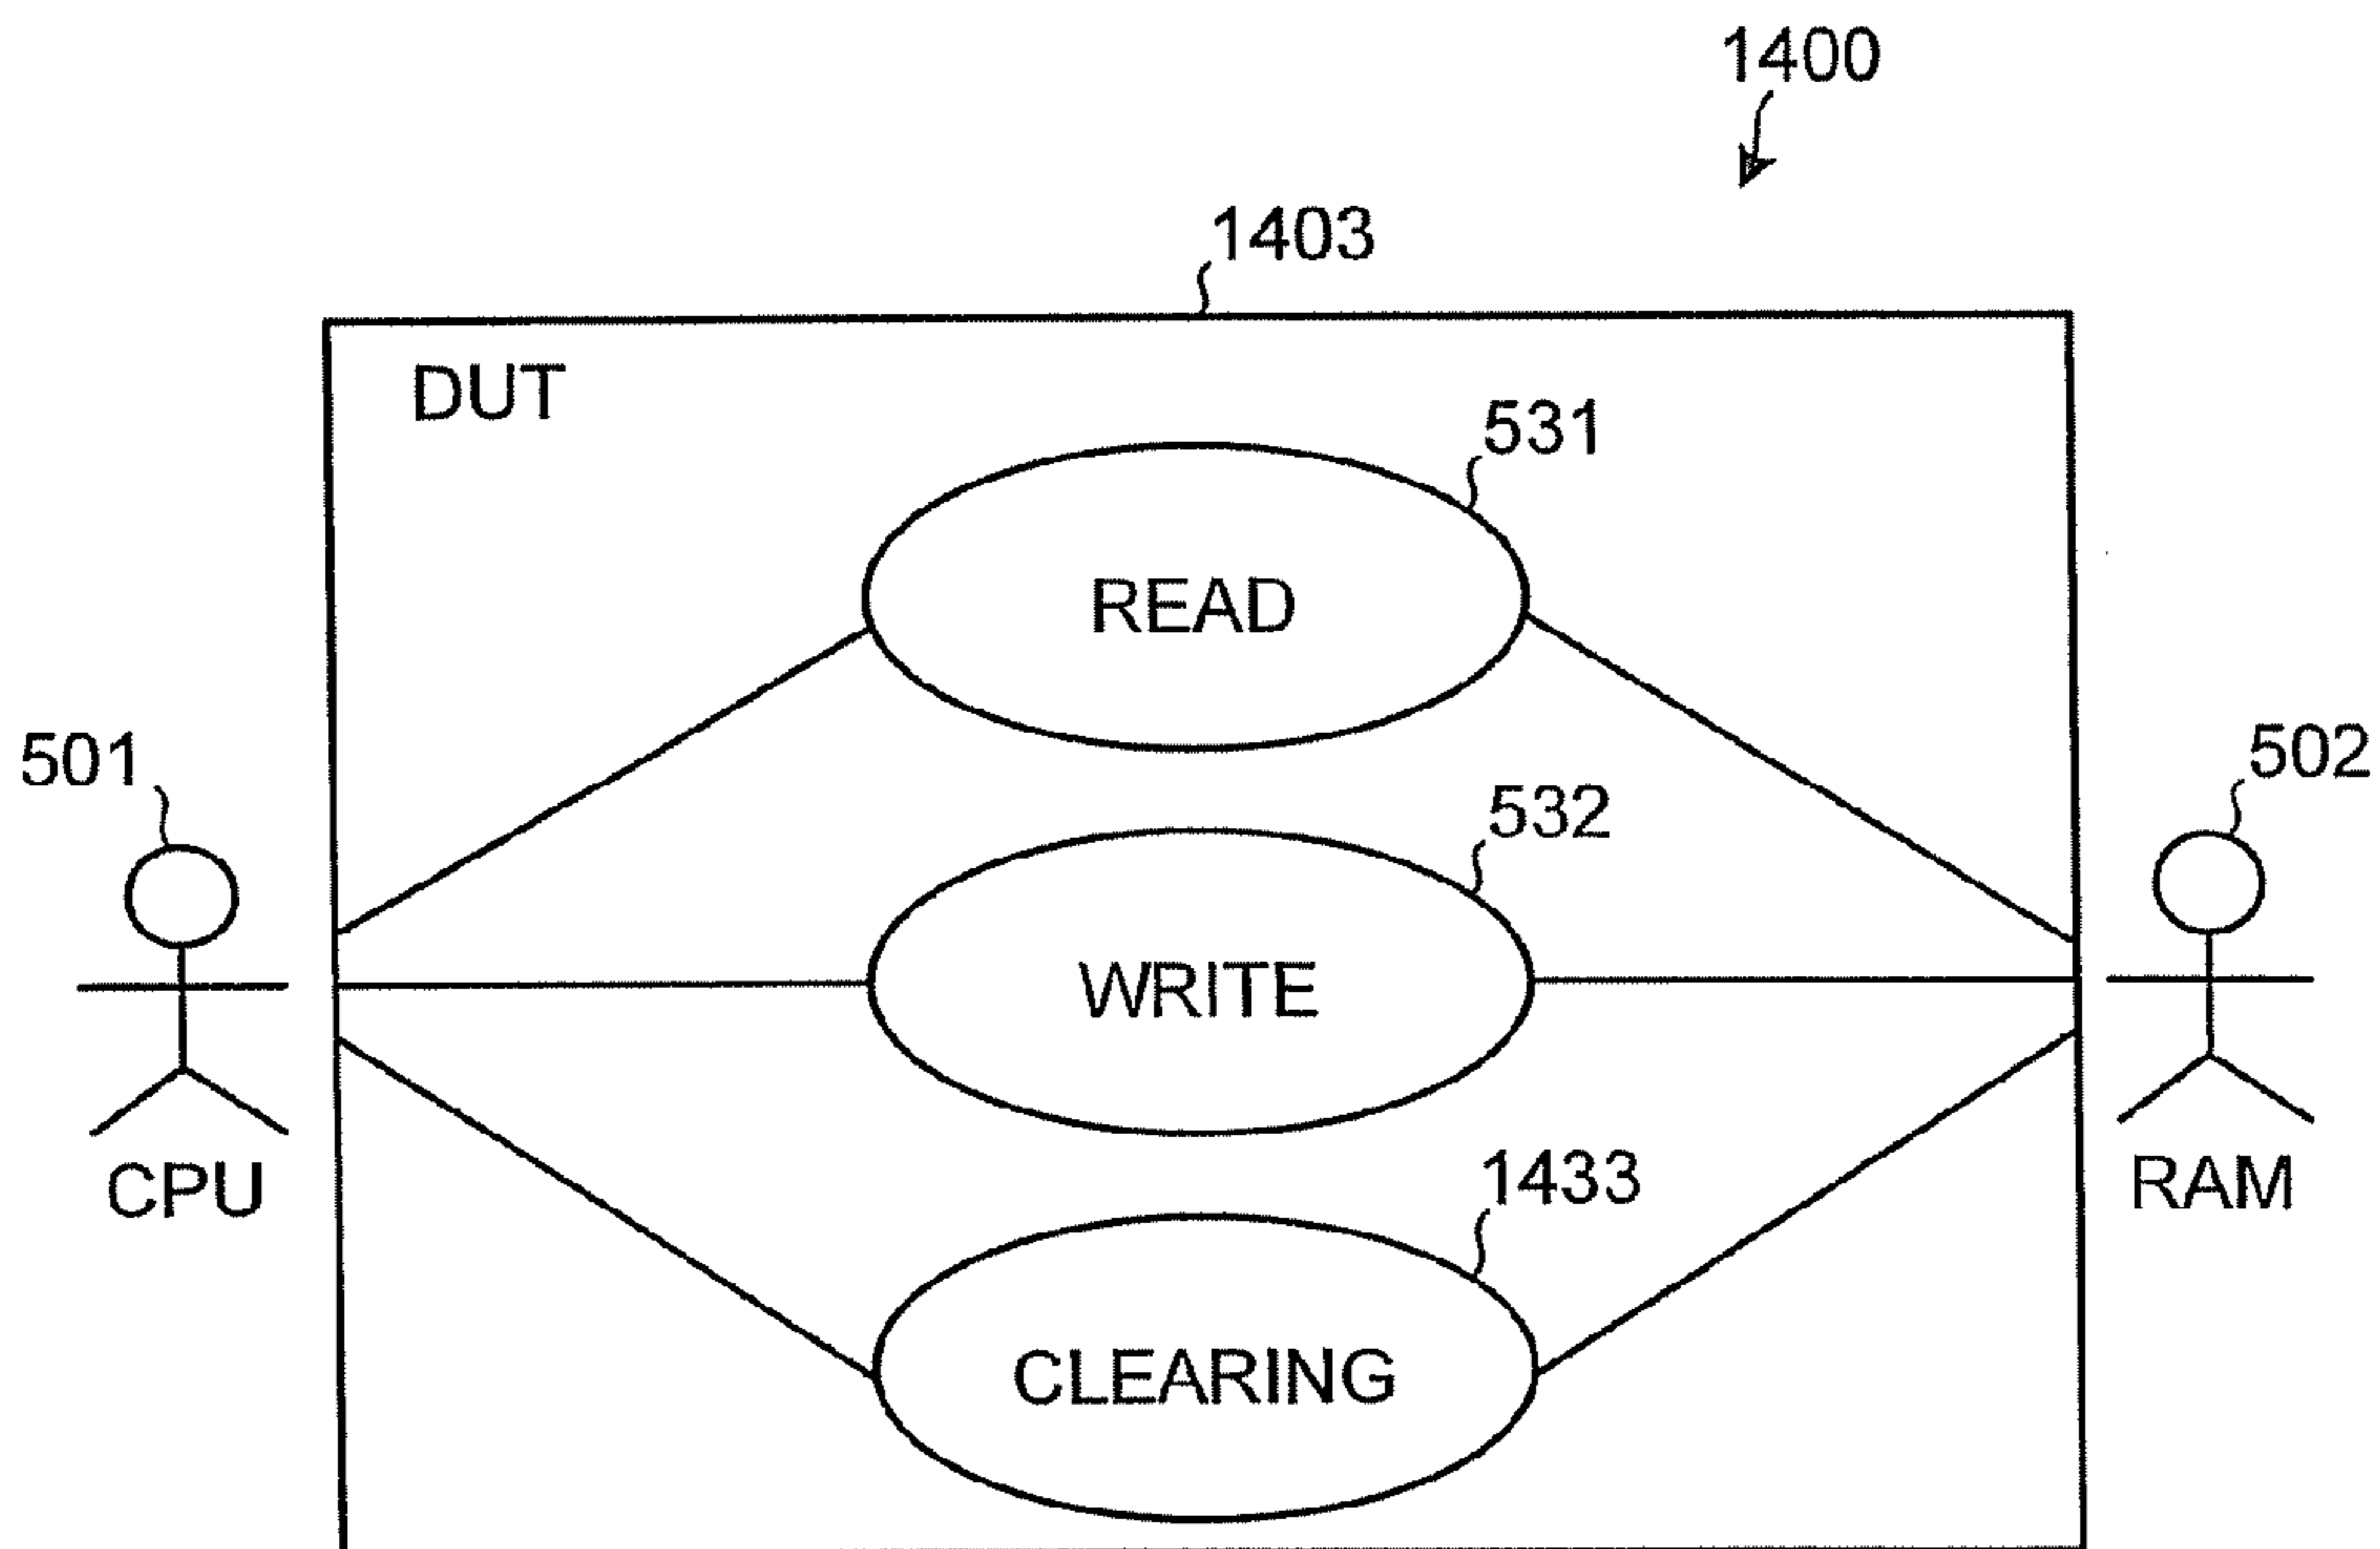 1400
1403
DUT
531
READ
501
502
532
WRITE
CPU
RAM
1433
CLEARING